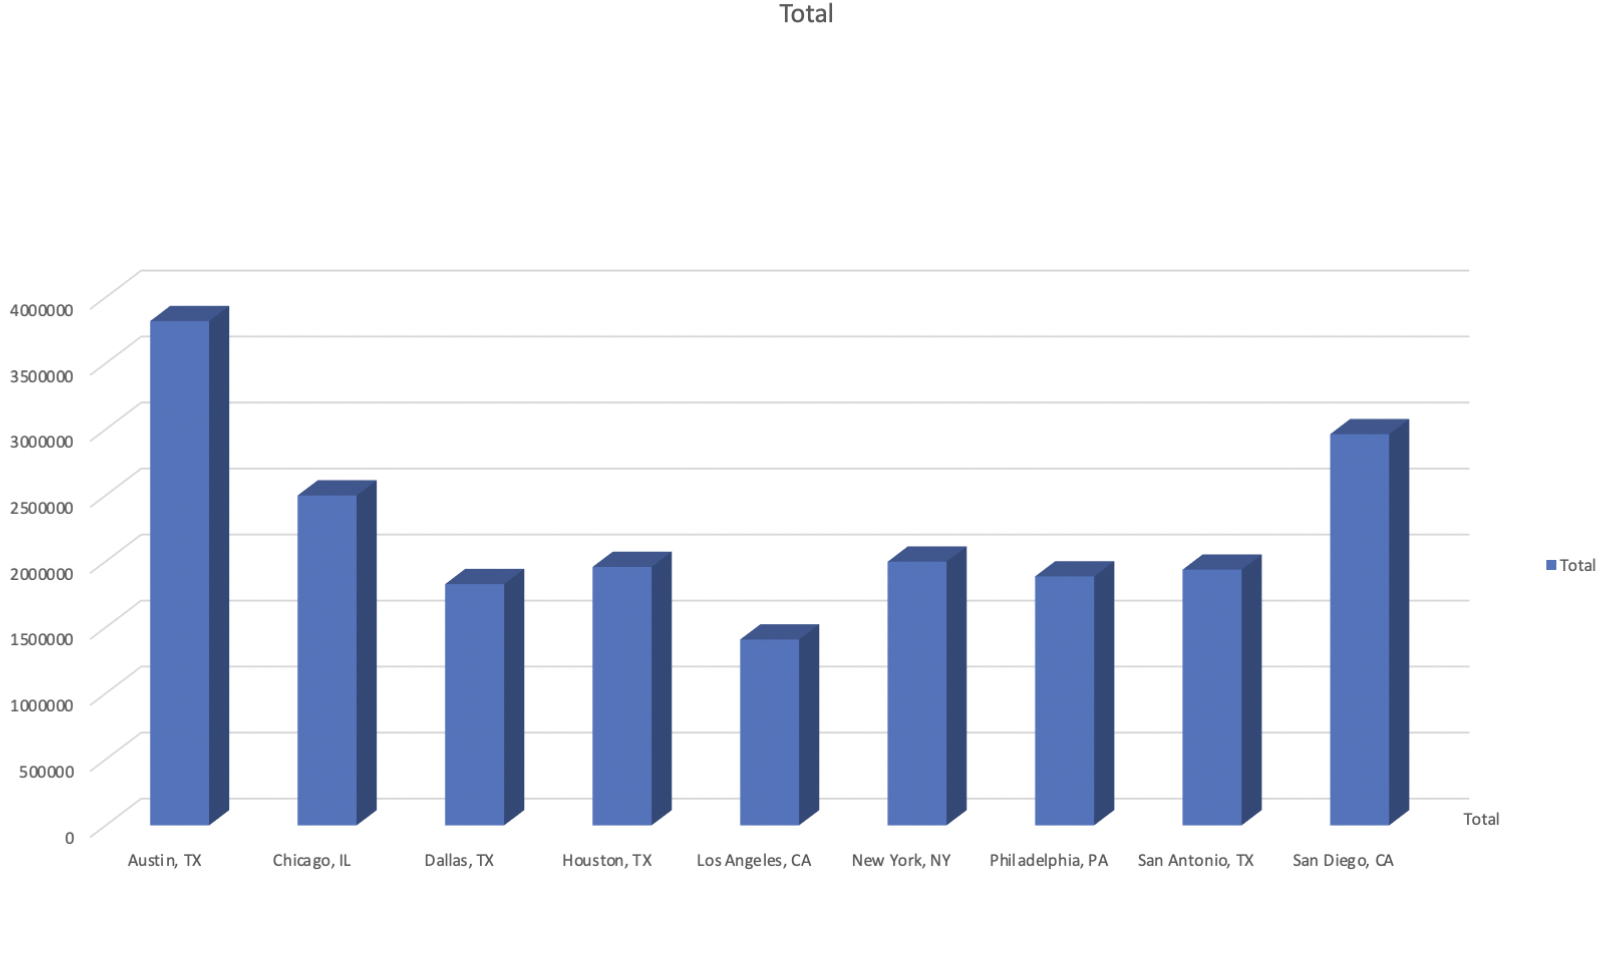 Total
4000000
3500000
3000000
2500000
2000000
1500000
1000000
500000
0
Total
Total
Austin, TX
Chicago, IL
Dallas, TX
Houston, TX
Los Angeles, CA
New York, NY
Philadelphia, PA
San Antonio, TX
San Diego, CA